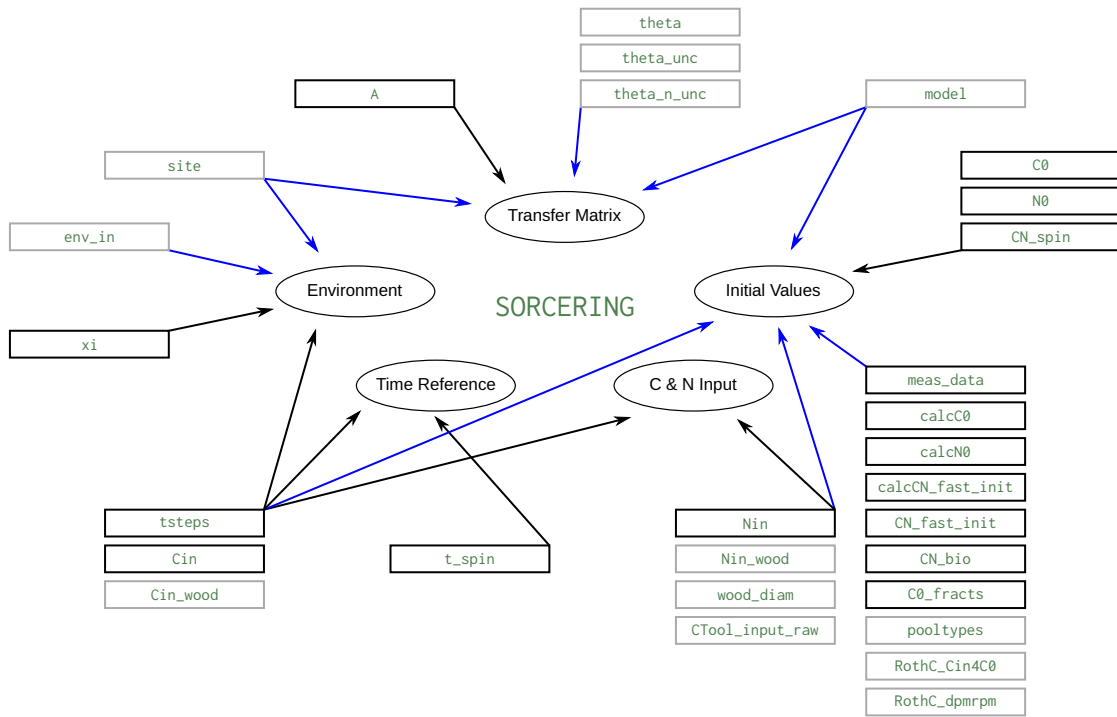 theta
theta_unc
theta_n_unc
A
model
site
C0
N0
CN_spin
Transfer Matrix
env_in
Environment
Initial Values
SORCERING
xi
Time Reference
C & N Input
meas_data
calcC0
calcN0
calcCN_fast_init
CN_fast_init
CN_bio
C0_fracts
pooltypes
RothC_Cin4C0
RothC_dpmrpm
tsteps
Cin
Cin_wood
t_spin
Nin
Nin_wood
wood_diam
CTool_input_raw